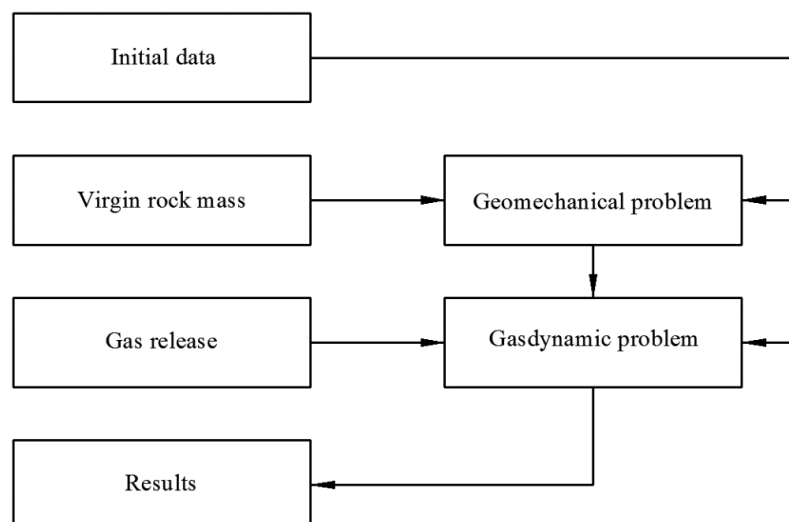 Initial data
Virgin rock mass
Geomechanical problem
Gas release
Gasdynamic problem
Results